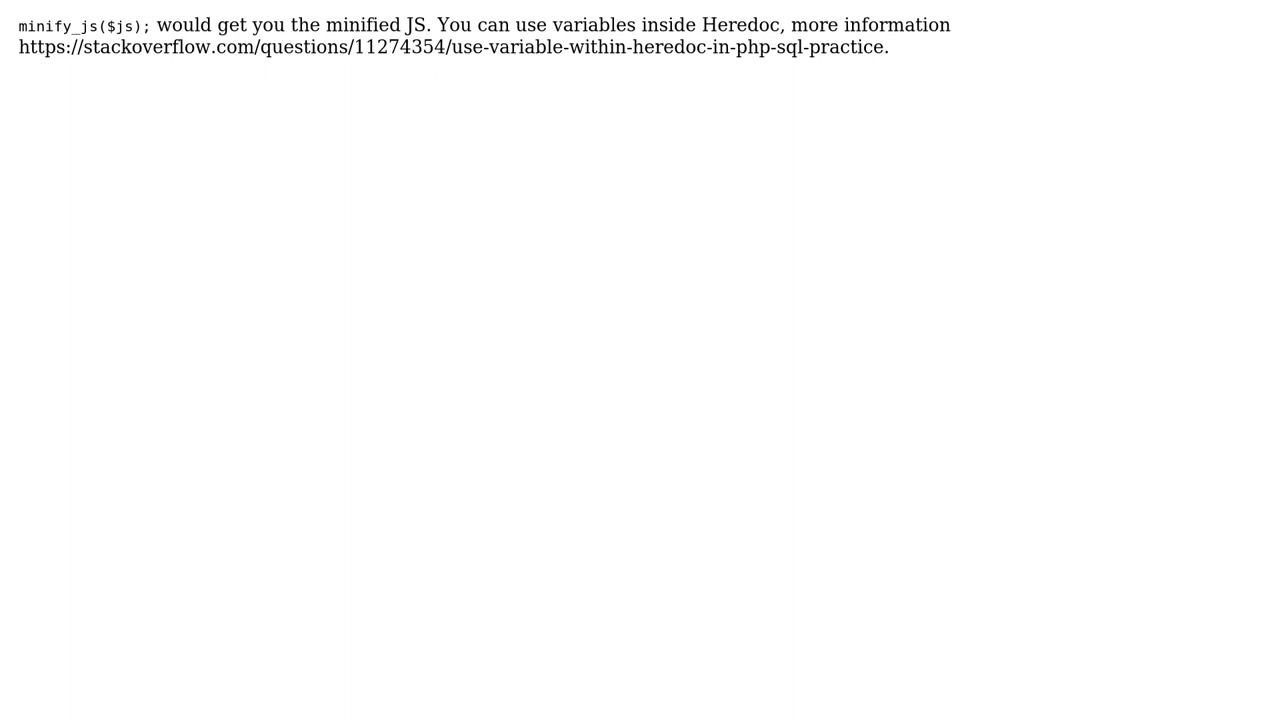 minify_js($js); would get you the minified JS. You can use variables inside Heredoc, more information
https://stackoverflow.com/questions/11274354/use-variable-within-heredoc-in-php-sql-practice.